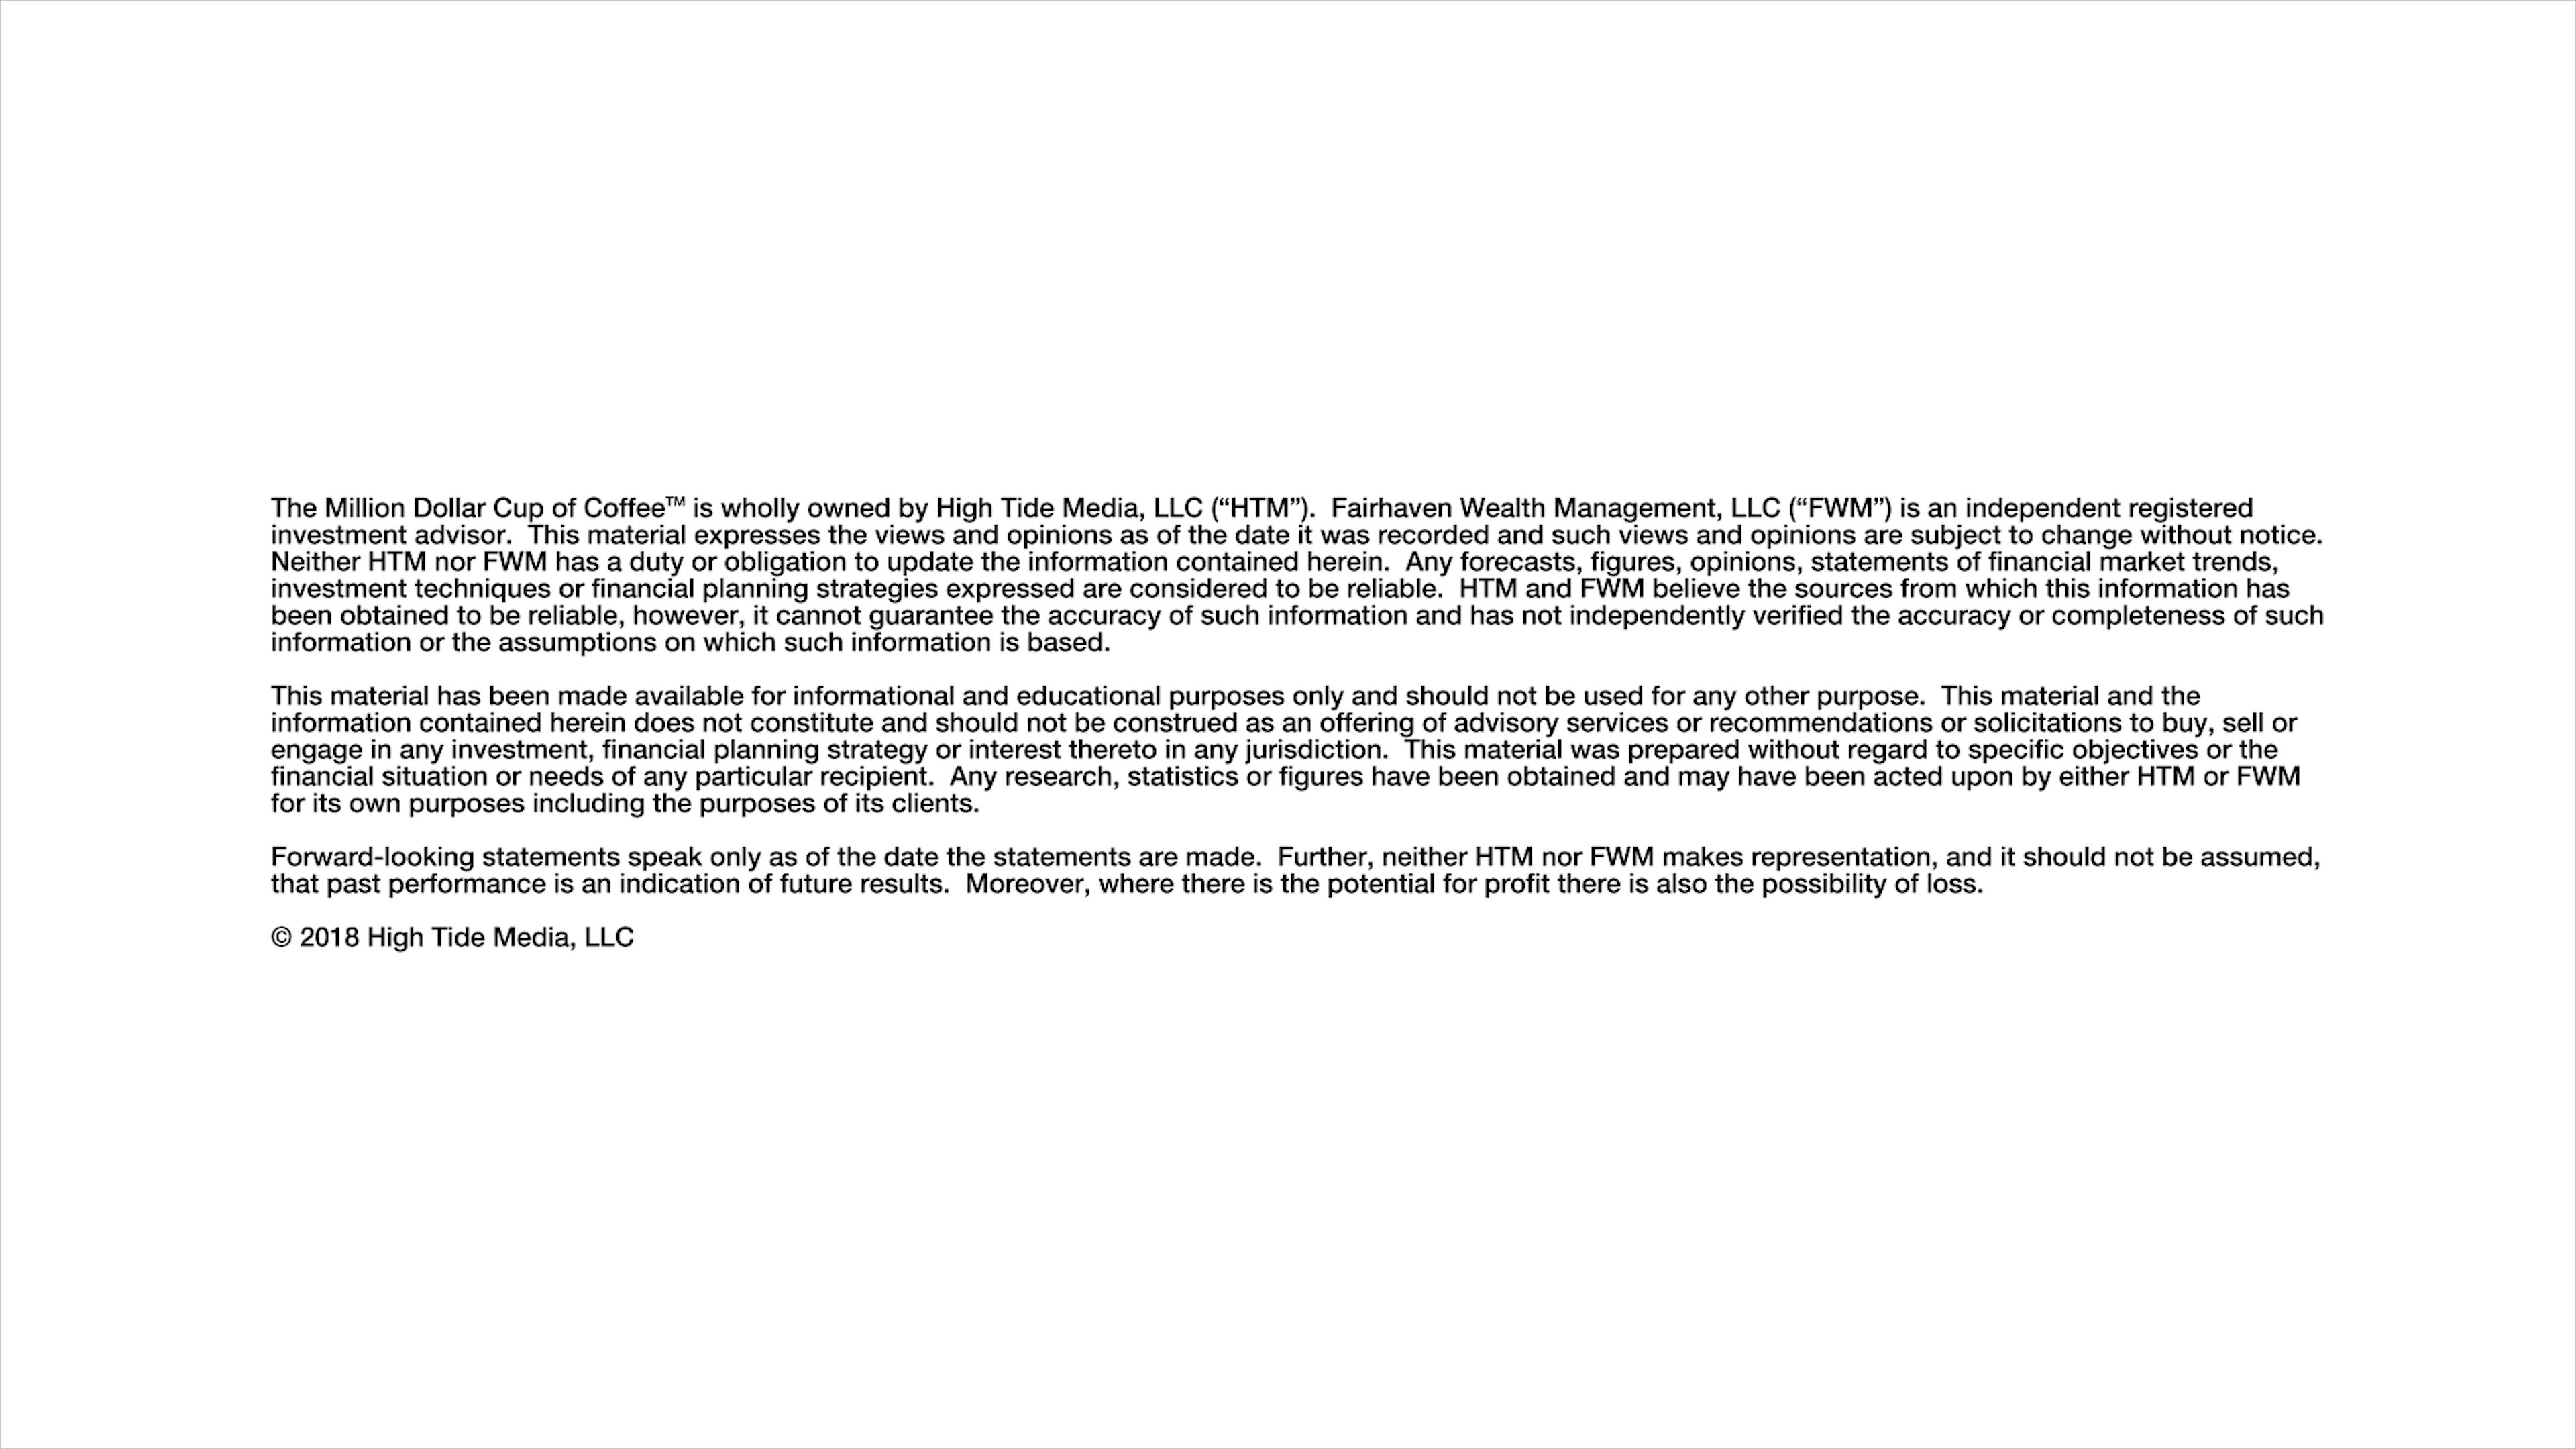 The Million Dollar Cup of Coffee™ is wholly owned by High Tide Media, LLC (“HTM”).  Fairhaven Wealth Management, LLC (“FWM”) is an independent registered
investment advisor.  This material expresses the views and opinions as of the date it was recorded and such views and opinions are subject to change without notice.
Neither HTM nor FWM has a duty or obligation to update the information contained herein.  Any forecasts, figures, opinions, statements of financial market trends,
investment techniques or financial planning strategies expressed are considered to be reliable.  HTM and FWM believe the sources from which this information has
been obtained to be reliable, however, it cannot guarantee the accuracy of such information and has not independently verified the accuracy or completeness of such
information or the assumptions on which such information is based.
This material has been made available for informational and educational purposes only and should not be used for any other purpose.  This material and the
information contained herein does not constitute and should not be construed as an offering of advisory services or recommendations or solicitations to buy, sell or
engage in any investment, financial planning strategy or interest thereto in any jurisdiction.  This material was prepared without regard to specific objectives or the
financial situation or needs of any particular recipient.  Any research, statistics or figures have been obtained and may have been acted upon by either HTM or FWM
for its own purposes including the purposes of its clients.
Forward-looking statements speak only as of the date the statements are made.  Further, neither HTM nor FWM makes representation, and it should not be assumed,
that past performance is an indication of future results.  Moreover, where there is the potential for profit there is also the possibility of loss.
© 2018 High Tide Media, LLC